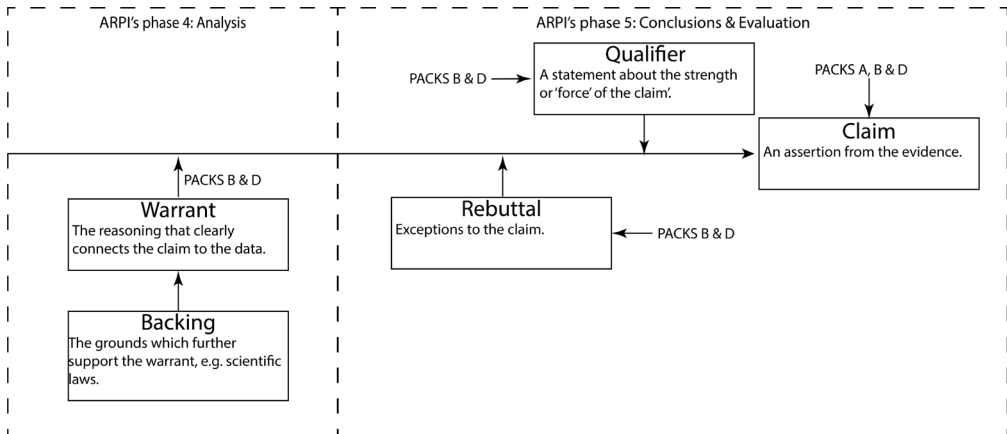 ARPI's phase 4: Analysis
ARPI's phase 5: Conclusions & Evaluation
Qualifier
A statement about the strength
or 'force' of the claim'.
PACKS B & D
PACKS A, B & D
Claim
An assertion from the evidence.
PACKS B & D
Warrant
The reasoning that clearly
connects the claim to the data.
Rebuttal
Exceptions to the claim.
PACKS B & D
Backing
The grounds which further
support the warrant, e.g. scientific
laws.